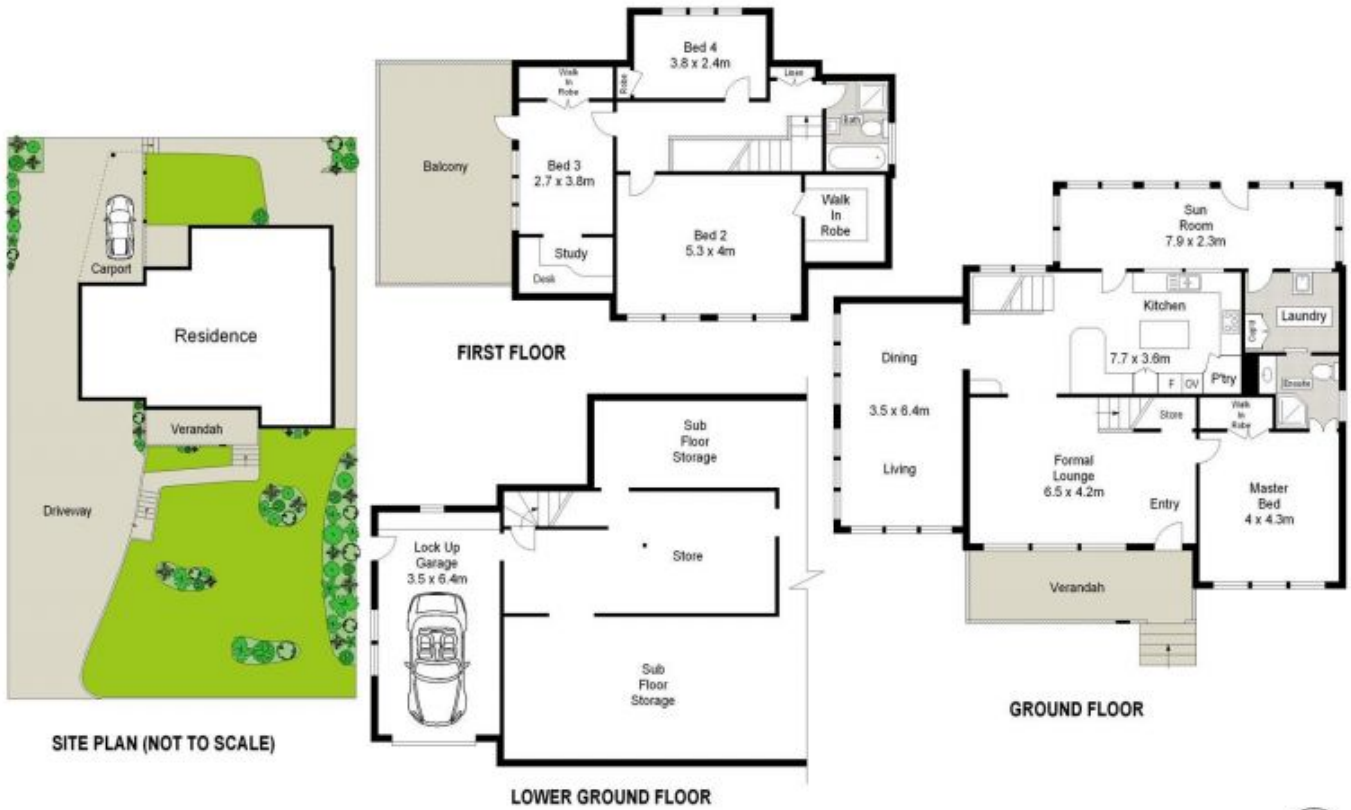 Carport
Residence
Verandah
Driveway
SITE PLAN (NOT TO SCALE)
Bed 4
3.8 x 2.4m
Walk
In
Robe
Robe
Linen
Bath
Balcony
Bed 3
2.7 x 3.8m
Study
Desk
Bed 2
5.3 x 4m
Walk
In
Robe
FIRST FLOOR
Sub
Floor
Storage
Lock Up
Garage
3.5 x 6.4m
Store
Sub
Floor
Storage
LOWER GROUND FLOOR
Sun
Room
7.9 x 2.3m
Kitchen
7.7 x 3.6m
Laundry
Cup'd
Dining
3.5 x 6.4m
Living
F
OV
P'try
Ensuite
Store
Walk
In
Robe
Formal
Lounge
6.5 x 4.2m
Entry
Master
Bed
4 x 4.3m
Verandah
GROUND FLOOR